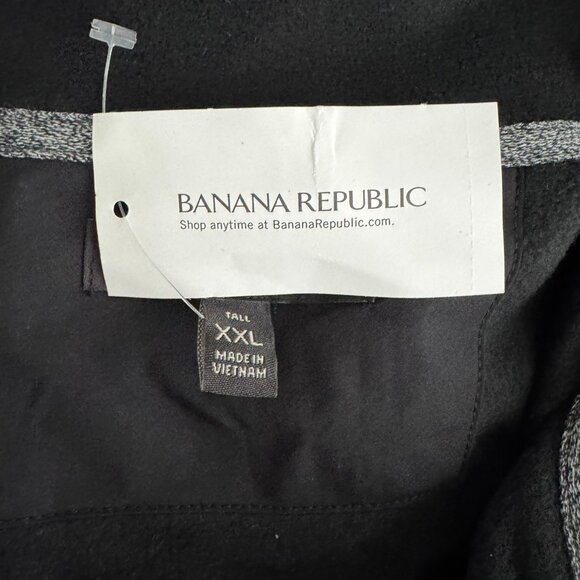 BANANA REPUBLIC
Shop anytime at BananaRepublic.com.
TALL
XXL
MADE IN
VIETNAM